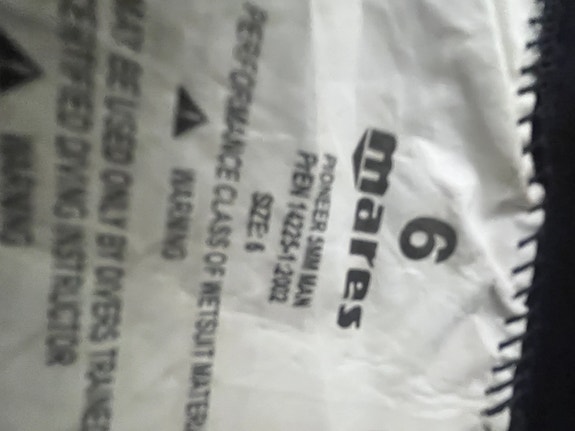 6
mares
PIONEER 5MM MAN
PrEN 14225-1:2002
SIZE: 6
PERFORMANCE CLASS OF WETSUIT MATERI
WARNING
MAY BE USED ONLY BY DIVERS TRAINED
CERTIFIED DIVING INSTRUCTOR
WARNING